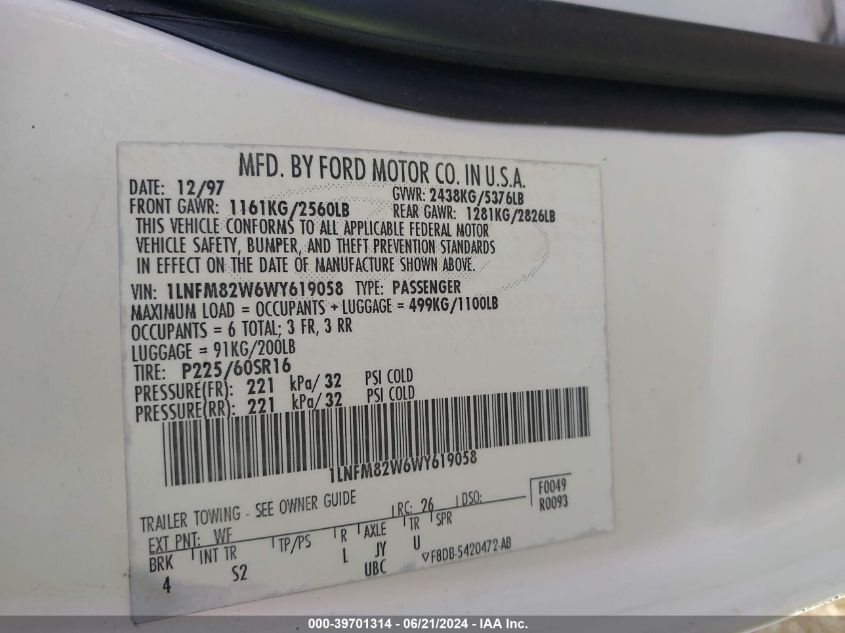 MFD. BY FORD MOTOR CO. IN U.S.A.
DATE: 12/97 GVWR: 2438KG/5376LB
FRONT GAWR: 1161KG/2560LB REAR GAWR: 1281KG/2826LB
THIS VEHICLE CONFORMS TO ALL APPLICABLE FEDERAL MOTOR
VEHICLE SAFETY, BUMPER, AND THEFT PREVENTION STANDARDS
IN EFFECT ON THE DATE OF MANUFACTURE SHOWN ABOVE.
VIN: 1LNFM82W6WY619058 TYPE: PASSENGER
MAXIMUM LOAD = OCCUPANTS + LUGGAGE = 499KG/1100LB
OCCUPANTS = 6 TOTAL; 3 FR, 3 RR
LUGGAGE = 91KG/200LB
TIRE: P225/60SR16
PRESSURE(FR): 221 kPa/ 32 PSI COLD
PRESSURE(RR): 221 kPa/ 32 PSI COLD
1LNFM82W6WY619058
TRAILER TOWING - SEE OWNER GUIDE
EXT PNT: WF RC: 26 DSO: F0049
R0093
BRK INT TR TP/PS R AXLE TR SPR
4 S2 L JY U
UBC
▽F8DB-5420472-AB
000-39701314 - 06/21/2024 - IAA Inc.